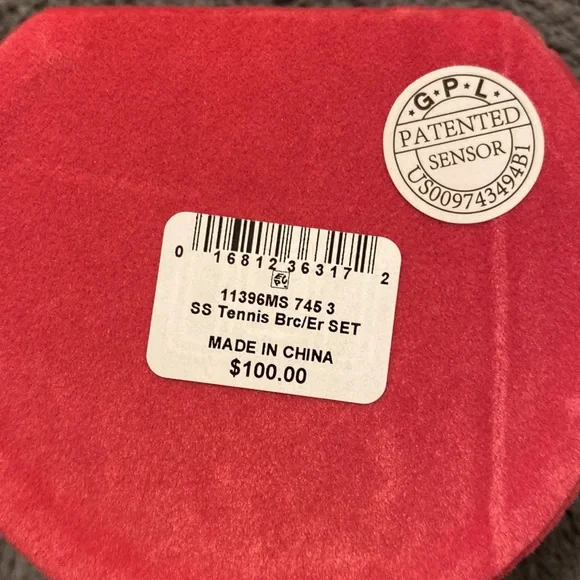 ★ G ★ P ★ L ★
PATENTED
SENSOR
US009743494B1
0 16812 36317 2
11396MS 745 3
SS Tennis Brc/Er SET
MADE IN CHINA
$100.00